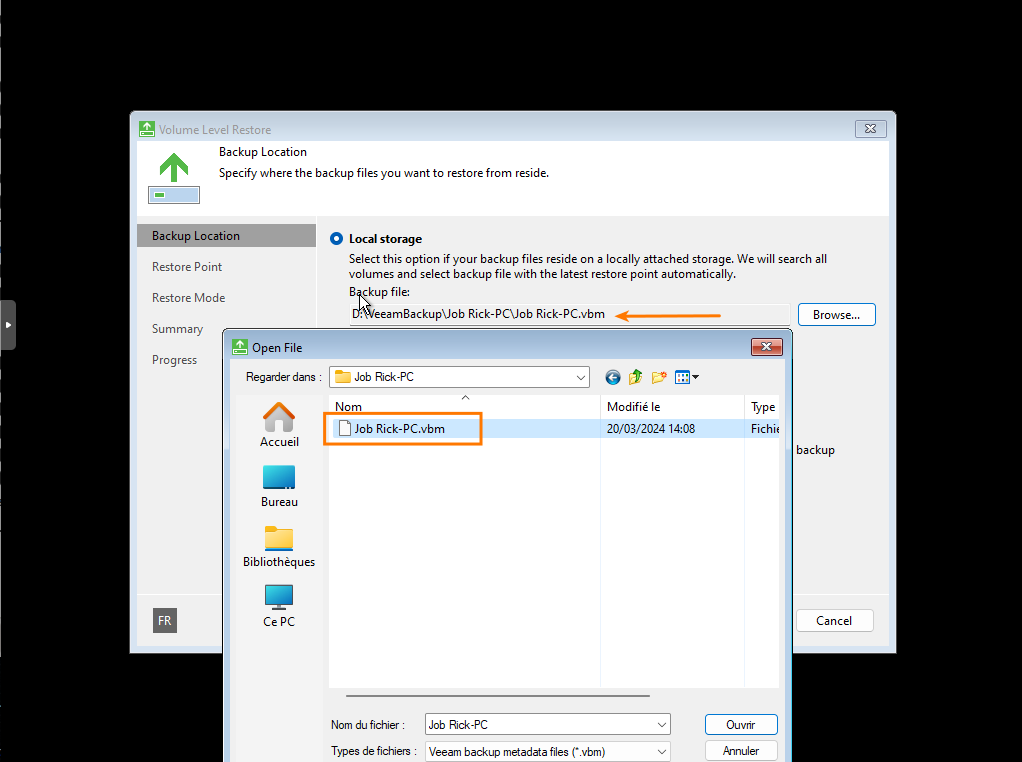 Volume Level Restore
Backup Location
Specify where the backup files you want to restore from reside.
Backup Location
Restore Point
Restore Mode
Summary
Progress
Local storage
Select this option if your backup files reside on a locally attached storage. We will search all
volumes and select backup file with the latest restore point automatically.
Backup file:
D:\VeeamBackup\Job Rick-PC\Job Rick-PC.vbm
Browse...
backup
FR
Cancel
Open File
Regarder dans :
Job Rick-PC
Nom
Modifié le
Type
Job Rick-PC.vbm
20/03/2024 14:08
Fichie
Accueil
Bureau
Bibliothèques
Ce PC
Nom du fichier :
Job Rick-PC
Ouvrir
Types de fichiers :
Veeam backup metadata files (*.vbm)
Annuler